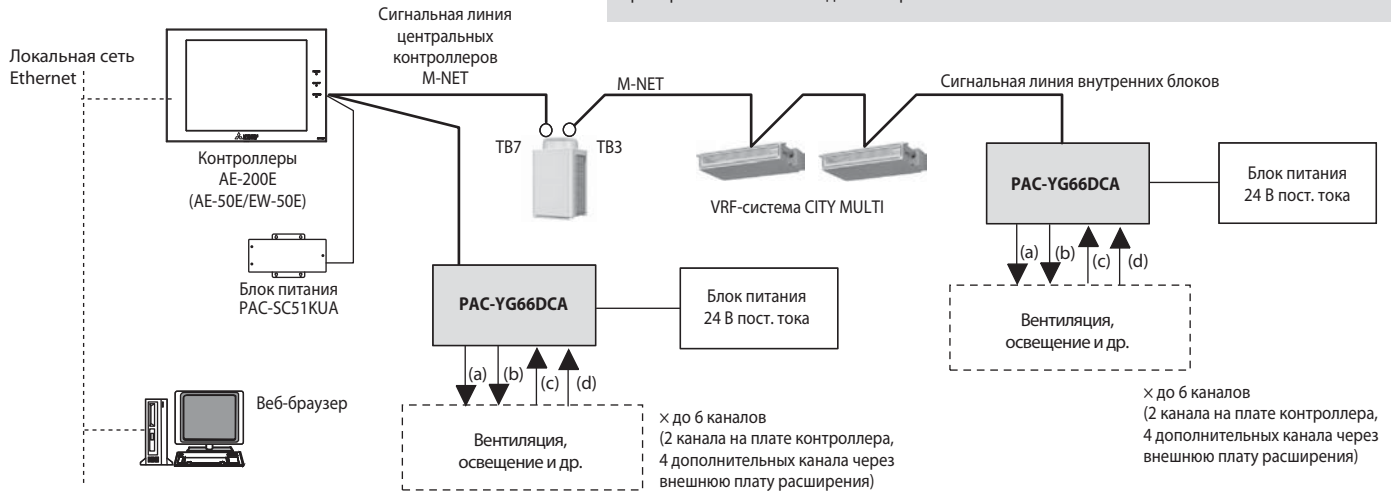 Сигнальная линия
центральных
контроллеров
M-NET
Локальная сеть
Ethernet
M-NET
Сигнальная линия внутренних блоков
TB7
TB3
Контроллеры
AE-200E
(AE-50E/EW-50E)
VRF-система CITY MULTI
PAC-YG66DCA
Блок питания
24 В пост. тока
(a)
(b)
(c)
(d)
Вентиляция,
освещение и др.
× до 6 каналов
(2 канала на плате контроллера,
4 дополнительных канала через
внешнюю плату расширения)
Блок питания
PAC-SC51KUA
PAC-YG66DCA
Блок питания
24 В пост. тока
(a)
(b)
(c)
(d)
Веб-браузер
Вентиляция,
освещение и др.
× до 6 каналов
(2 канала на плате контроллера,
4 дополнительных канала через
внешнюю плату расширения)